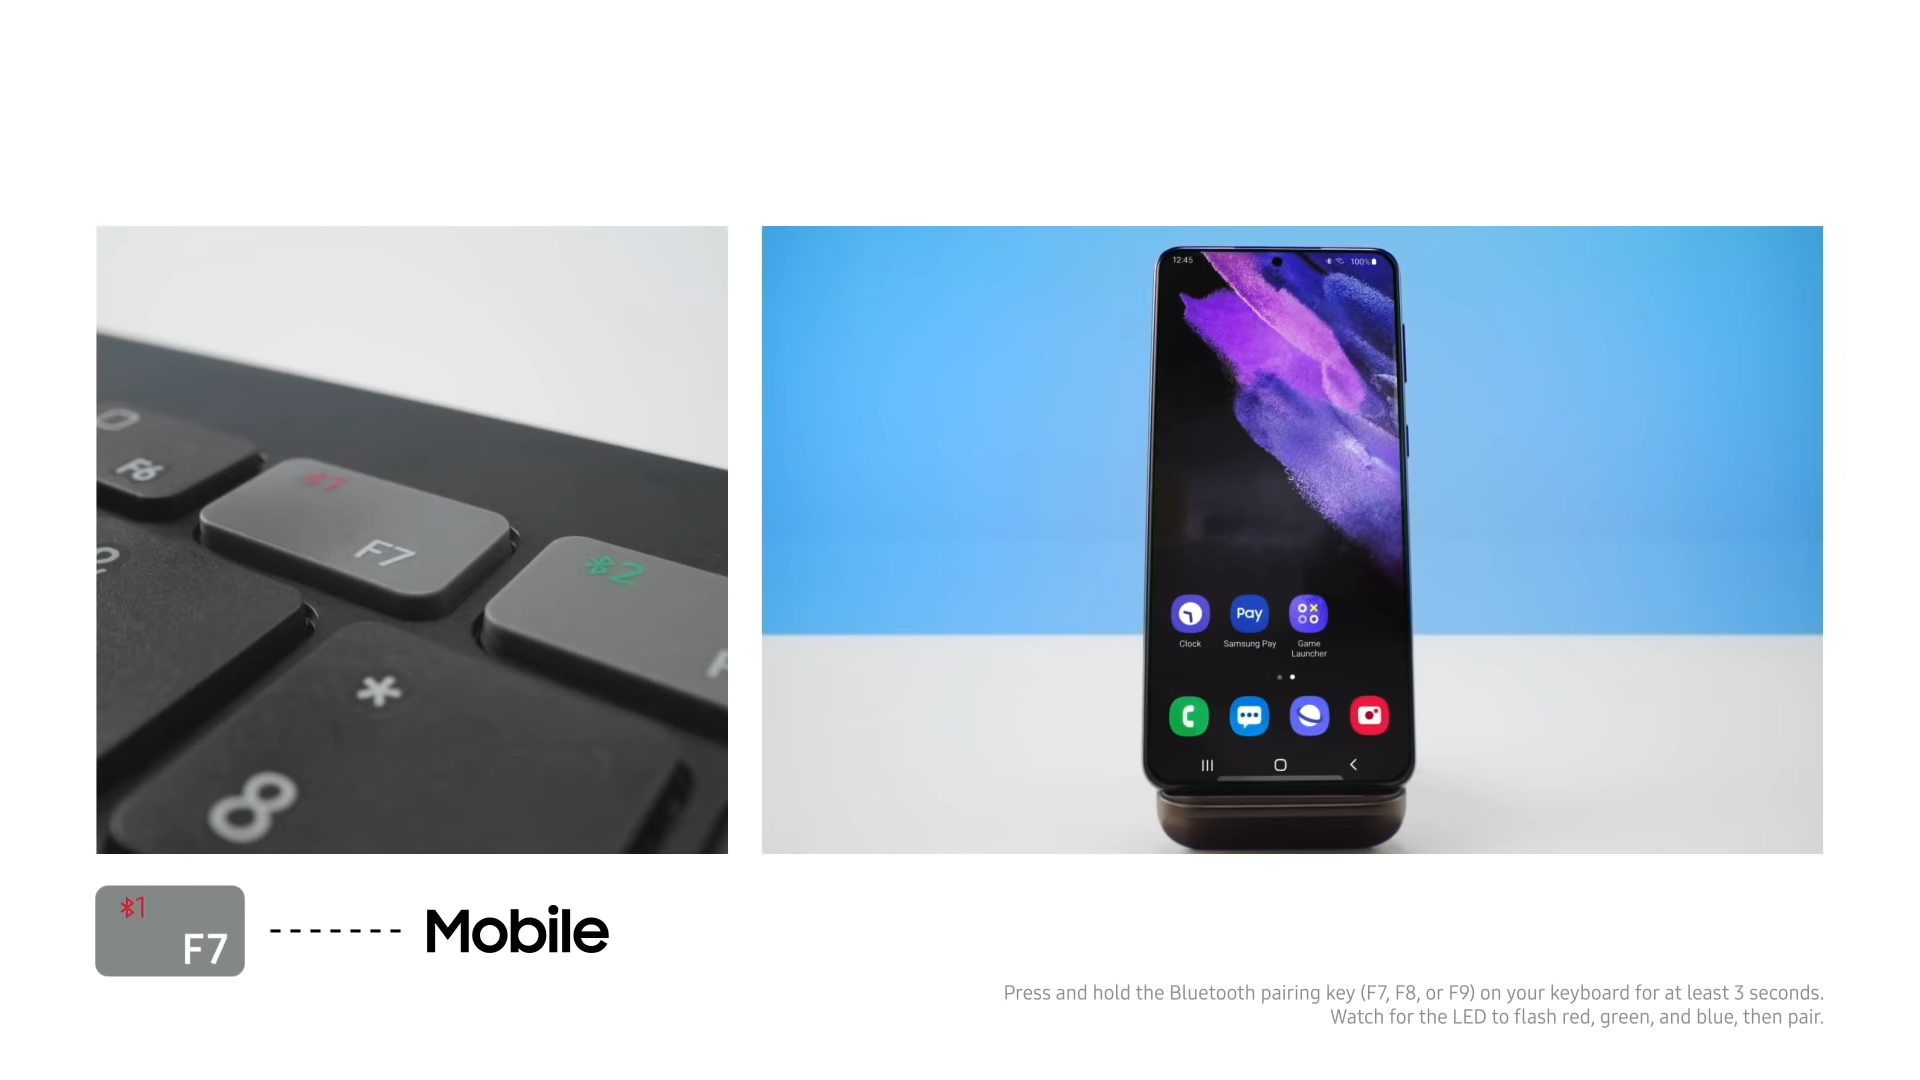 F6
1
F7
2
*
8
12:45
100%
Clock
Pay
Samsung Pay
Game
Launcher
1
F7
Mobile
Press and hold the Bluetooth pairing key (F7, F8, or F9) on your keyboard for at least 3 seconds.
Watch for the LED to flash red, green, and blue, then pair.